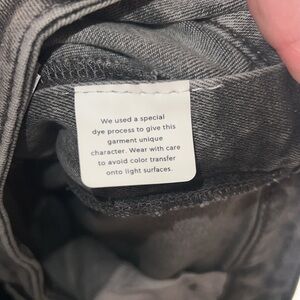 We used a special
dye process to give this
garment unique
character. Wear with care
to avoid color transfer
onto light surfaces.